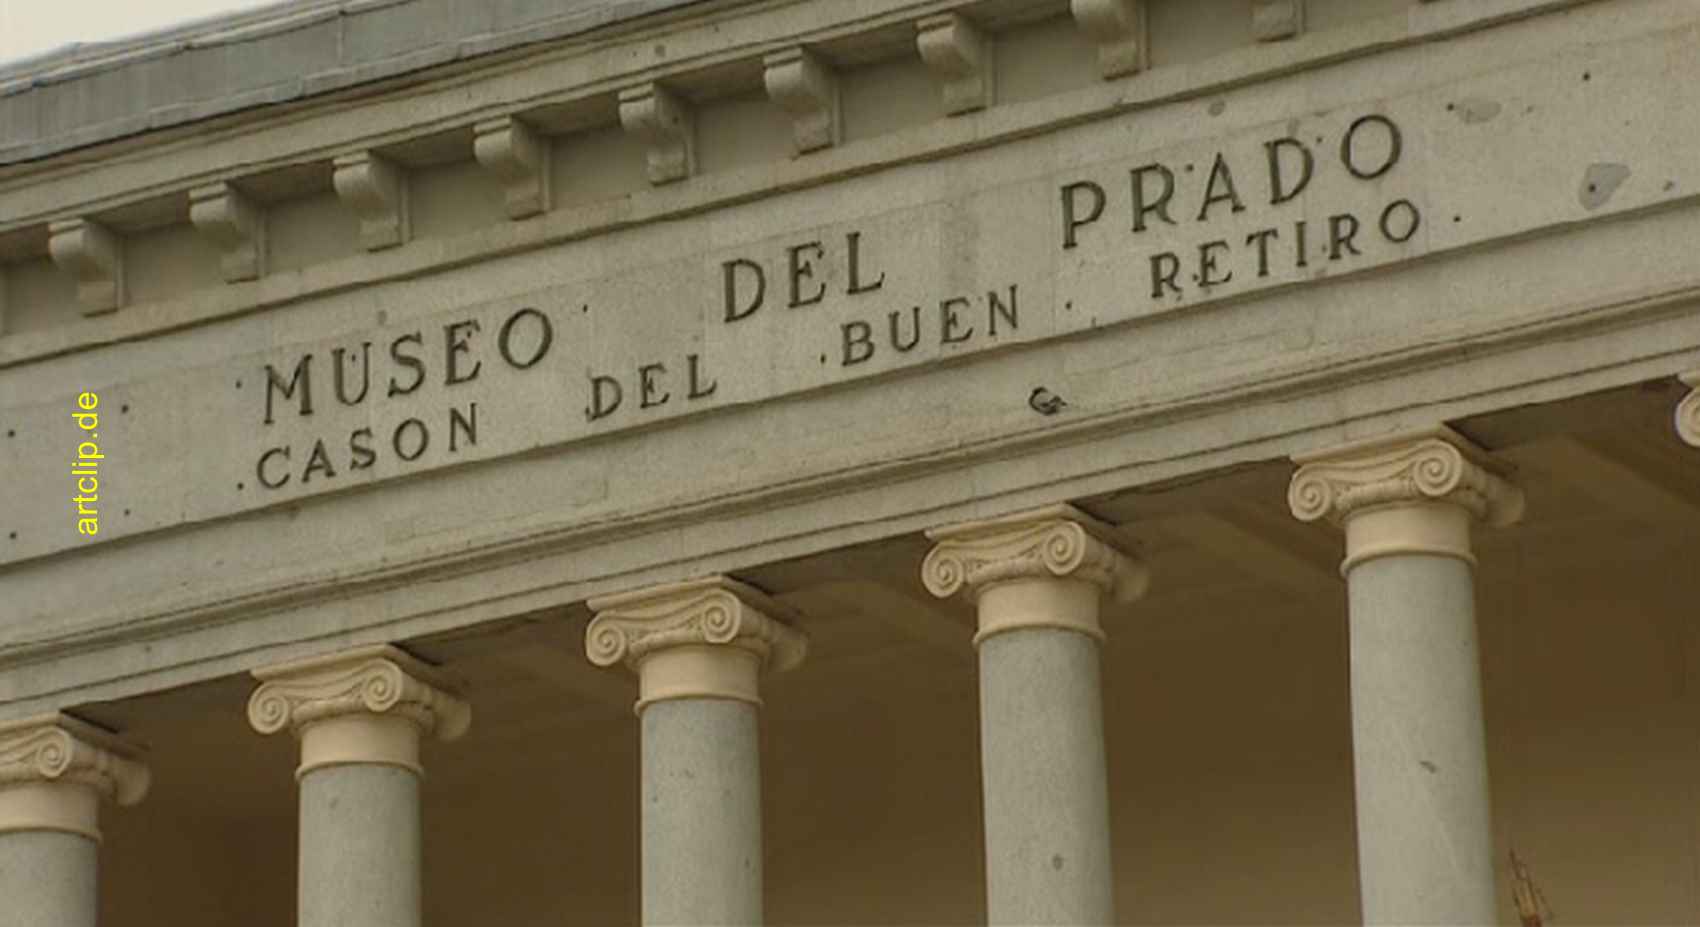 MUSEO DEL PRADO
CASON DEL BUEN RETIRO
artclip.de